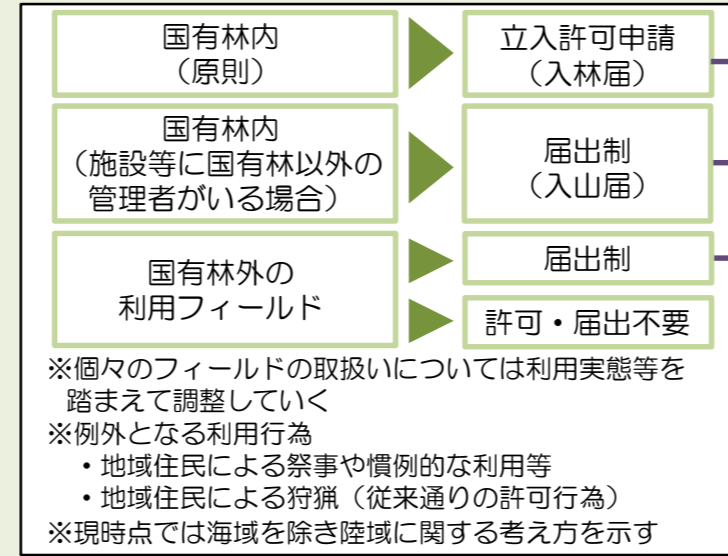 国有林内
（原則）
立入許可申請
（入林届）
国有林内
（施設等に国有林以外の
管理者がいる場合）
届出制
（入山届）
国有林外の
利用フィールド
届出制
許可・届出不要
※個々のフィールドの取扱いについては利用実態等を
踏まえて調整していく
※例外となる利用行為
・地域住民による祭事や慣例的な利用等
・地域住民による狩猟（従来通りの許可行為）
※現時点では海域を除き陸域に関する考え方を示す